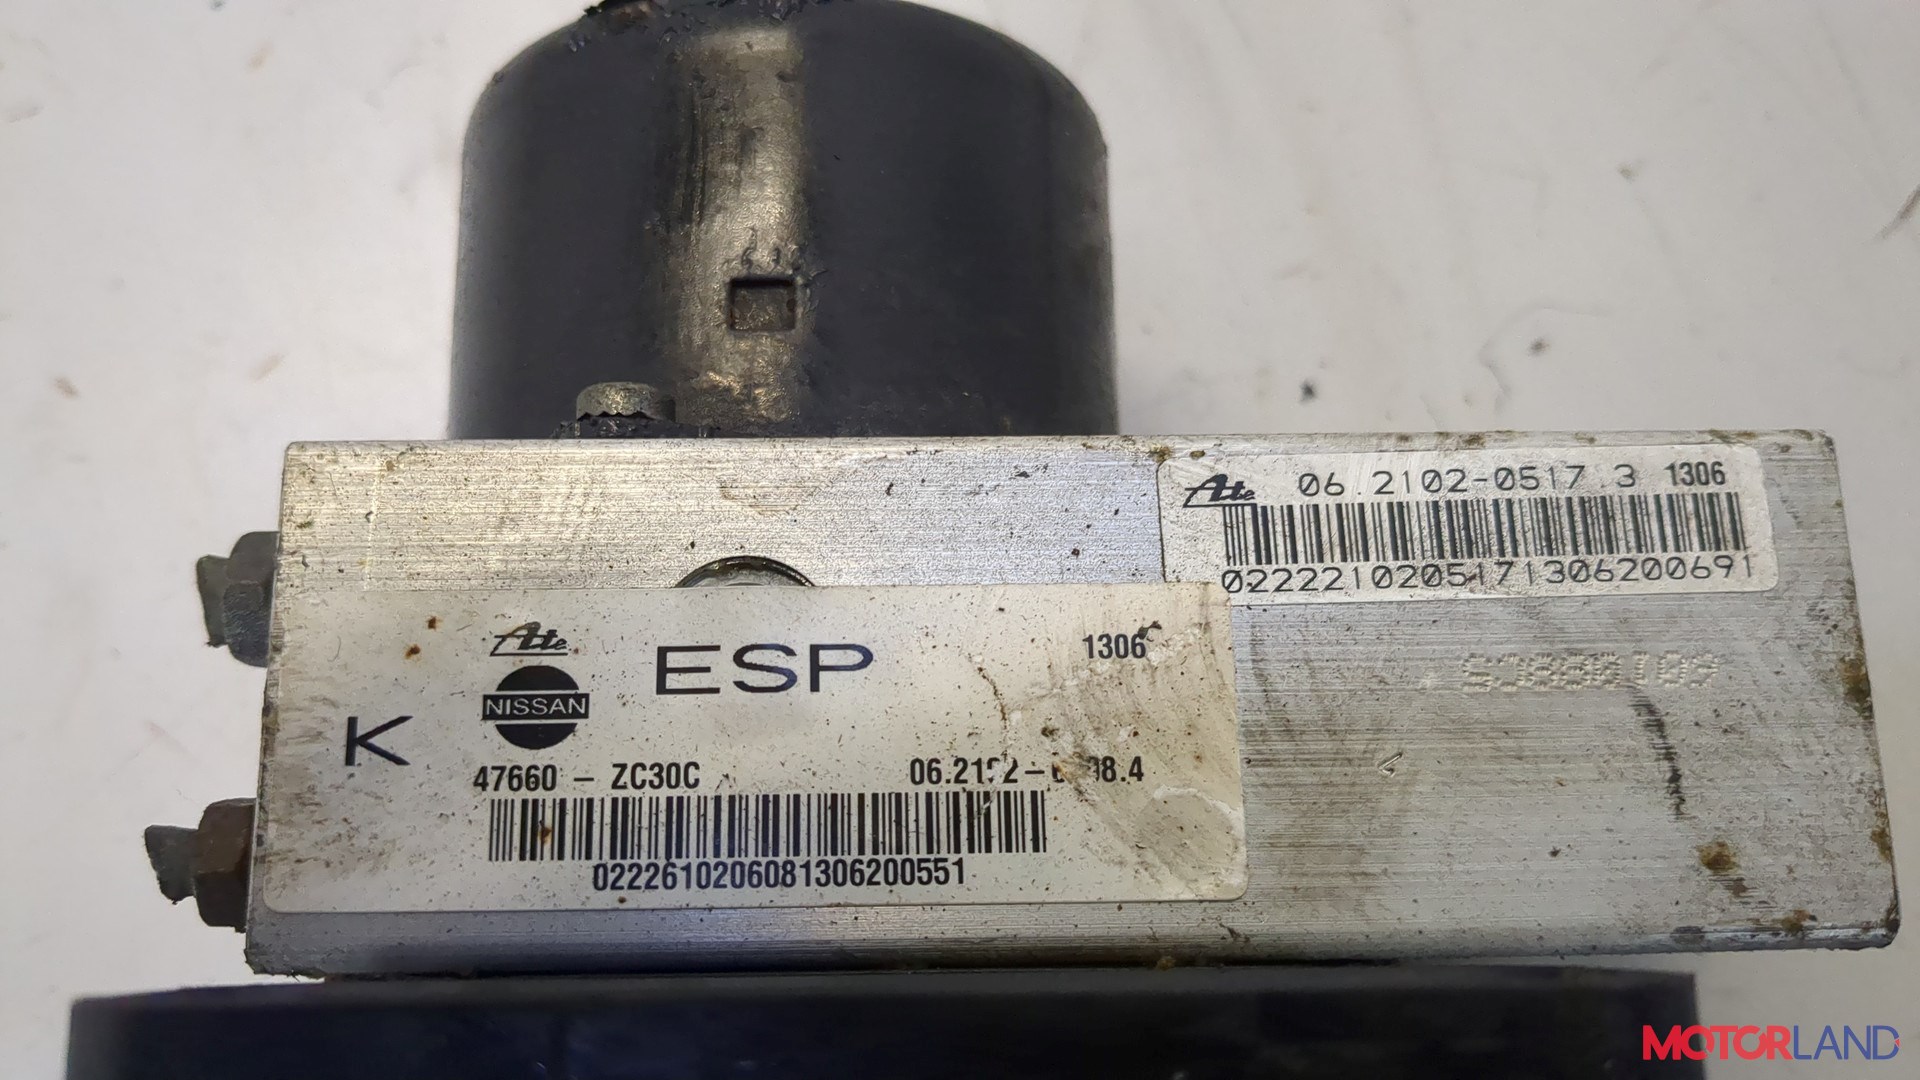 Ate 06.2102-0517.3 1306
0222210205171306200691
Ate ESP 1306
NISSAN
K
47660 - ZC30C
0222610206081306200551
MOTORLAND